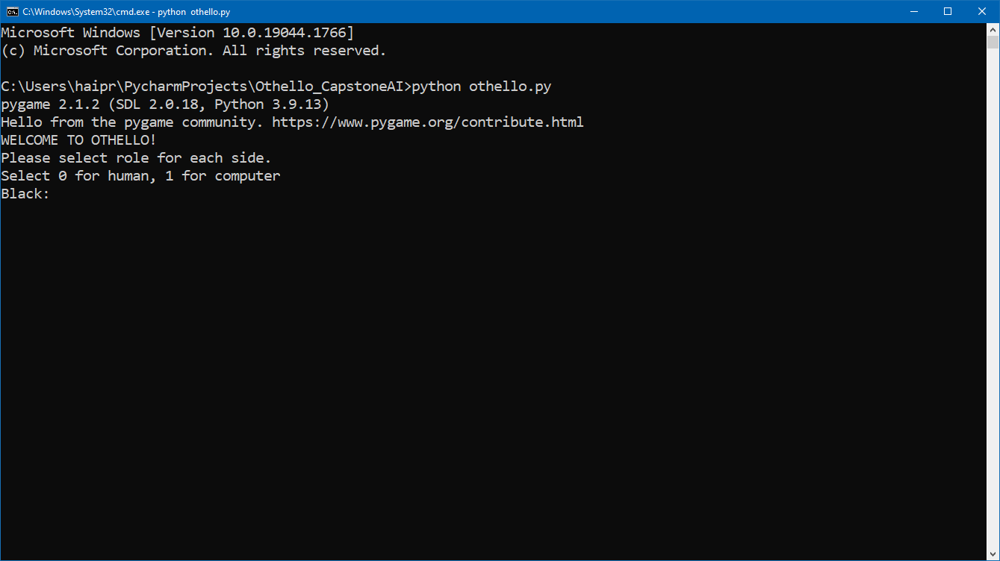 C:\Windows\System32\cmd.exe - python  othello.py
Microsoft Windows [Version 10.0.19044.1766]
(c) Microsoft Corporation. All rights reserved.
C:\Users\haipr\PycharmProjects\Othello_CapstoneAI>python othello.py
pygame 2.1.2 (SDL 2.0.18, Python 3.9.13)
Hello from the pygame community. https://www.pygame.org/contribute.html
WELCOME TO OTHELLO!
Please select role for each side.
Select 0 for human, 1 for computer
Black: